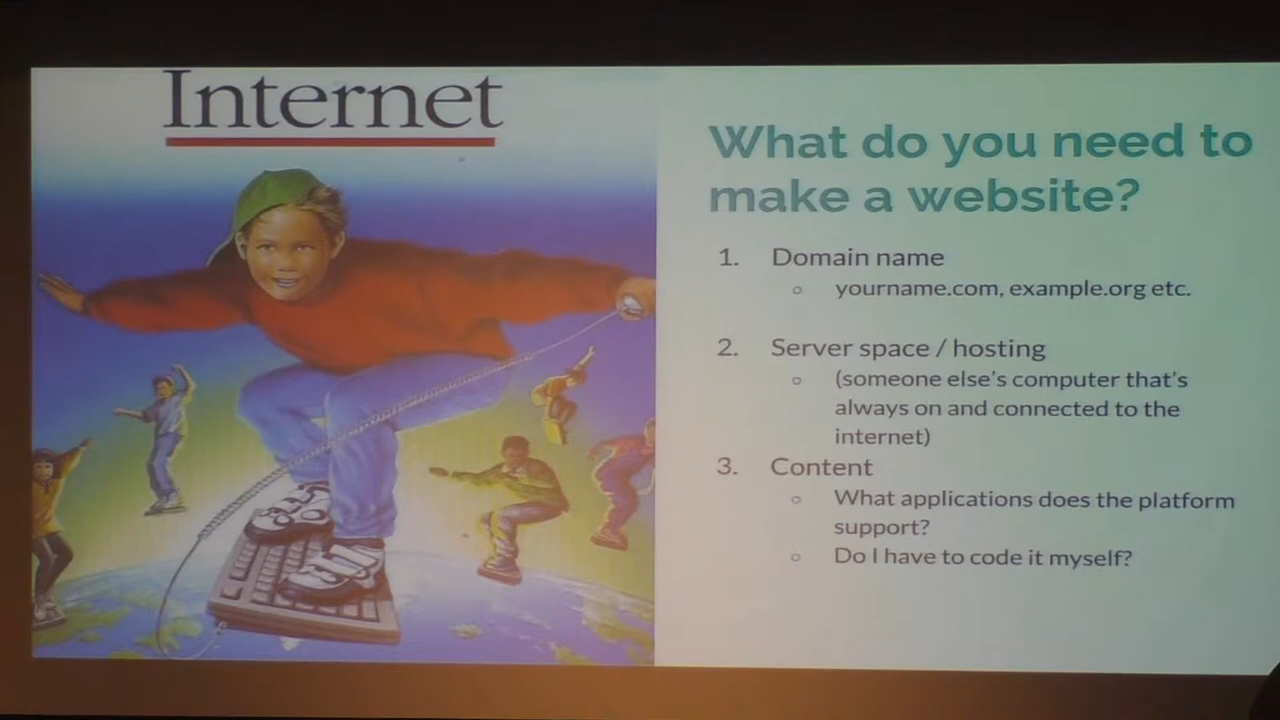 Internet
What do you need to
make a website?
1. Domain name
○ yourname.com, example.org etc.
2. Server space / hosting
○ (someone else's computer that's
always on and connected to the
internet)
3. Content
○ What applications does the platform
support?
○ Do I have to code it myself?